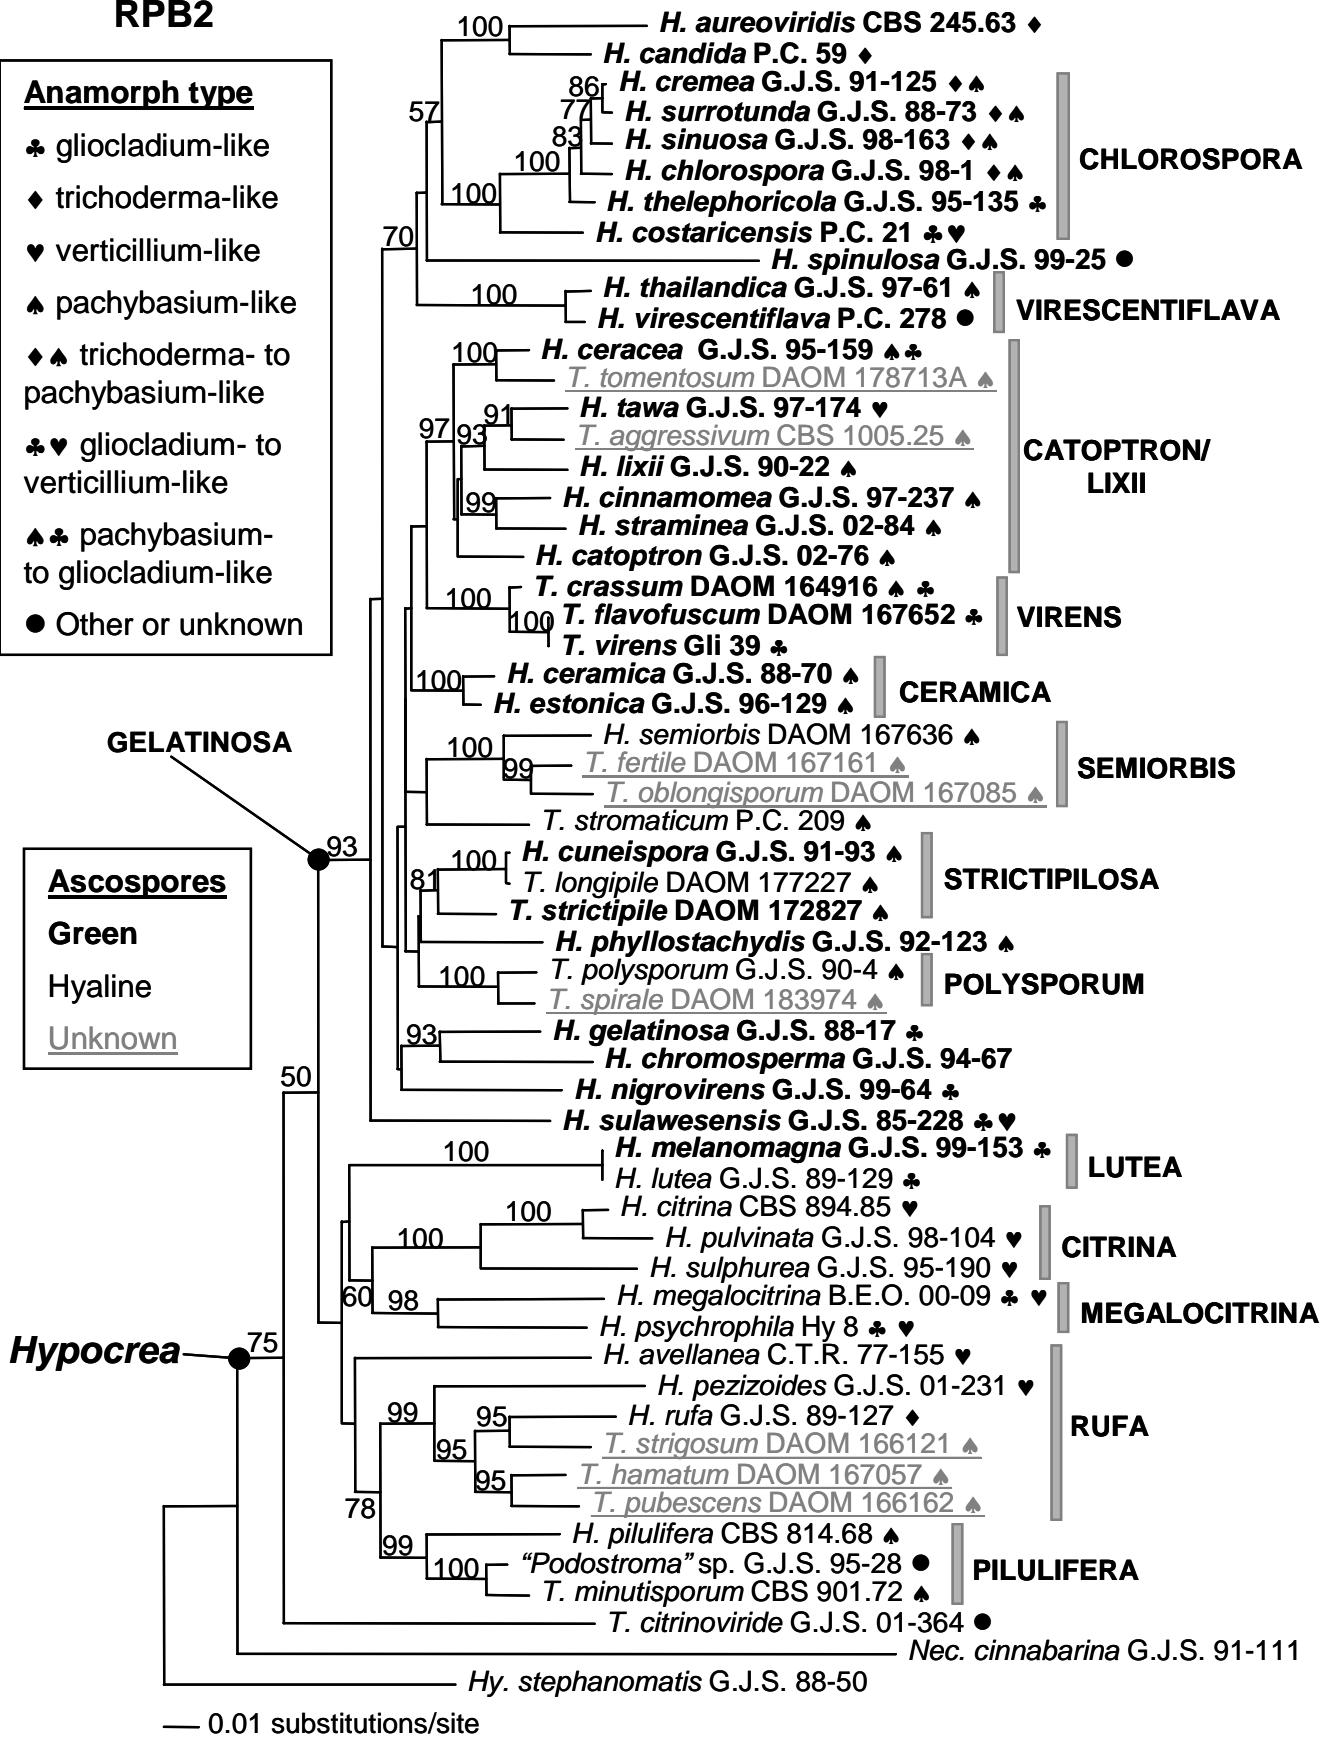 RPB2
Anamorph type
♣ gliocladium-like
♦ trichoderma-like
♥ verticillium-like
♠ pachybasium-like
♦♠ trichoderma- to
pachybasium-like
♣♥ gliocladium- to
verticillium-like
♠♣ pachybasium-
to gliocladium-like
● Other or unknown
GELATINOSA
Ascospores
Green
Hyaline
Unknown
Hypocrea
100
H. aureoviridis CBS 245.63 ♦
H. candida P.C. 59 ♦
57
86
H. cremea G.J.S. 91-125 ♦♠
77
H. surrotunda G.J.S. 88-73 ♦♠
83
H. sinuosa G.J.S. 98-163 ♦♠
CHLOROSPORA
100
H. chlorospora G.J.S. 98-1 ♦♠
100
H. thelephoricola G.J.S. 95-135 ♣
H. costaricensis P.C. 21 ♣♥
70
H. spinulosa G.J.S. 99-25 ●
100
H. thailandica G.J.S. 97-61 ♠
VIRESCENTIFLAVA
H. virescentiflava P.C. 278 ●
100
H. ceracea G.J.S. 95-159 ♠♣
T. tomentosum DAOM 178713A ♠
97
91
H. tawa G.J.S. 97-174 ♥
93
T. aggressivum CBS 1005.25 ♠
CATOPTRON/
LIXII
H. lixii G.J.S. 90-22 ♠
99
H. cinnamomea G.J.S. 97-237 ♠
H. straminea G.J.S. 02-84 ♠
H. catoptron G.J.S. 02-76 ♠
100
T. crassum DAOM 164916 ♠ ♣
100
T. flavofuscum DAOM 167652 ♣
VIRENS
T. virens Gli 39 ♣
100
H. ceramica G.J.S. 88-70 ♠
CERAMICA
H. estonica G.J.S. 96-129 ♠
100
H. semiorbis DAOM 167636 ♠
99
T. fertile DAOM 167161 ♠
SEMIORBIS
T. oblongisporum DAOM 167085 ♠
T. stromaticum P.C. 209 ♠
93
100
H. cuneispora G.J.S. 91-93 ♠
81
T. longipile DAOM 177227 ♠
STRICTIPILOSA
T. strictipile DAOM 172827 ♠
H. phyllostachydis G.J.S. 92-123 ♠
100
T. polysporum G.J.S. 90-4 ♠
POLYSPORUM
T. spirale DAOM 183974 ♠
93
H. gelatinosa G.J.S. 88-17 ♣
H. chromosperma G.J.S. 94-67
50
H. nigrovirens G.J.S. 99-64 ♣
H. sulawesensis G.J.S. 85-228 ♣♥
100
H. melanomagna G.J.S. 99-153 ♣
LUTEA
H. lutea G.J.S. 89-129 ♣
100
H. citrina CBS 894.85 ♥
100
H. pulvinata G.J.S. 98-104 ♥
CITRINA
H. sulphurea G.J.S. 95-190 ♥
60
98
H. megalocitrina B.E.O. 00-09 ♣ ♥
MEGALOCITRINA
H. psychrophila Hy 8 ♣ ♥
75
H. avellanea C.T.R. 77-155 ♥
H. pezizoides G.J.S. 01-231 ♥
99
95
H. rufa G.J.S. 89-127 ♦
RUFA
95
T. strigosum DAOM 166121 ♠
95
T. hamatum DAOM 167057 ♠
78
T. pubescens DAOM 166162 ♠
99
H. pilulifera CBS 814.68 ♠
100
“Podostroma” sp. G.J.S. 95-28 ●
PILULIFERA
T. minutisporum CBS 901.72 ♠
T. citrinoviride G.J.S. 01-364 ●
Nec. cinnabarina G.J.S. 91-111
Hy. stephanomatis G.J.S. 88-50
0.01 substitutions/site